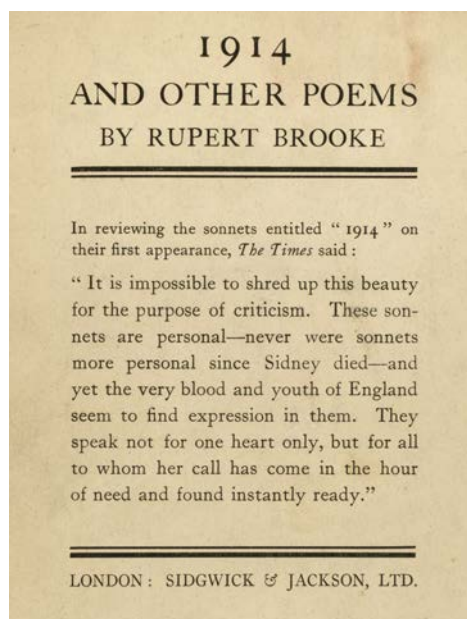 1914
AND OTHER POEMS
BY RUPERT BROOKE
In reviewing the sonnets entitled “ 1914 ” on
their first appearance, The Times said :
“ It is impossible to shred up this beauty
for the purpose of criticism. These son-
nets are personal—never were sonnets
more personal since Sidney died—and
yet the very blood and youth of England
seem to find expression in them. They
speak not for one heart only, but for all
to whom her call has come in the hour
of need and found instantly ready.”
LONDON : SIDGWICK & JACKSON, LTD.